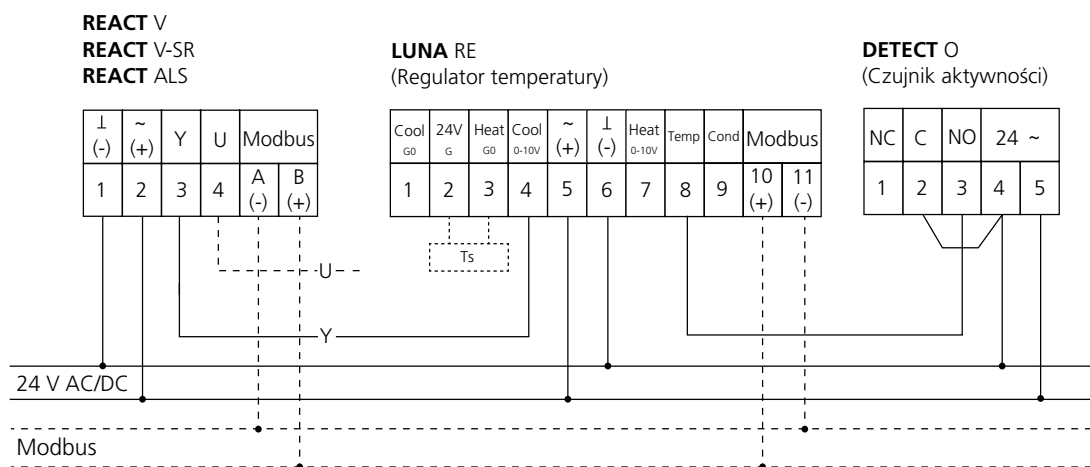 REACT V
REACT V-SR
REACT ALS
LUNA RE
(Regulator temperatury)
DETECT O
(Czujnik aktywności)
⊥ (-) ~ (+) Y U Modbus
1 2 3 4 A (-) B (+)
Cool G0 24V G Heat G0 Cool 0-10V ~ (+) ⊥ (-) Heat 0-10V Temp Cond Modbus
1 2 3 4 5 6 7 8 9 10 (+) 11 (-)
NC C NO 24 ~
1 2 3 4 5
Ts
U
Y
24 V AC/DC
Modbus